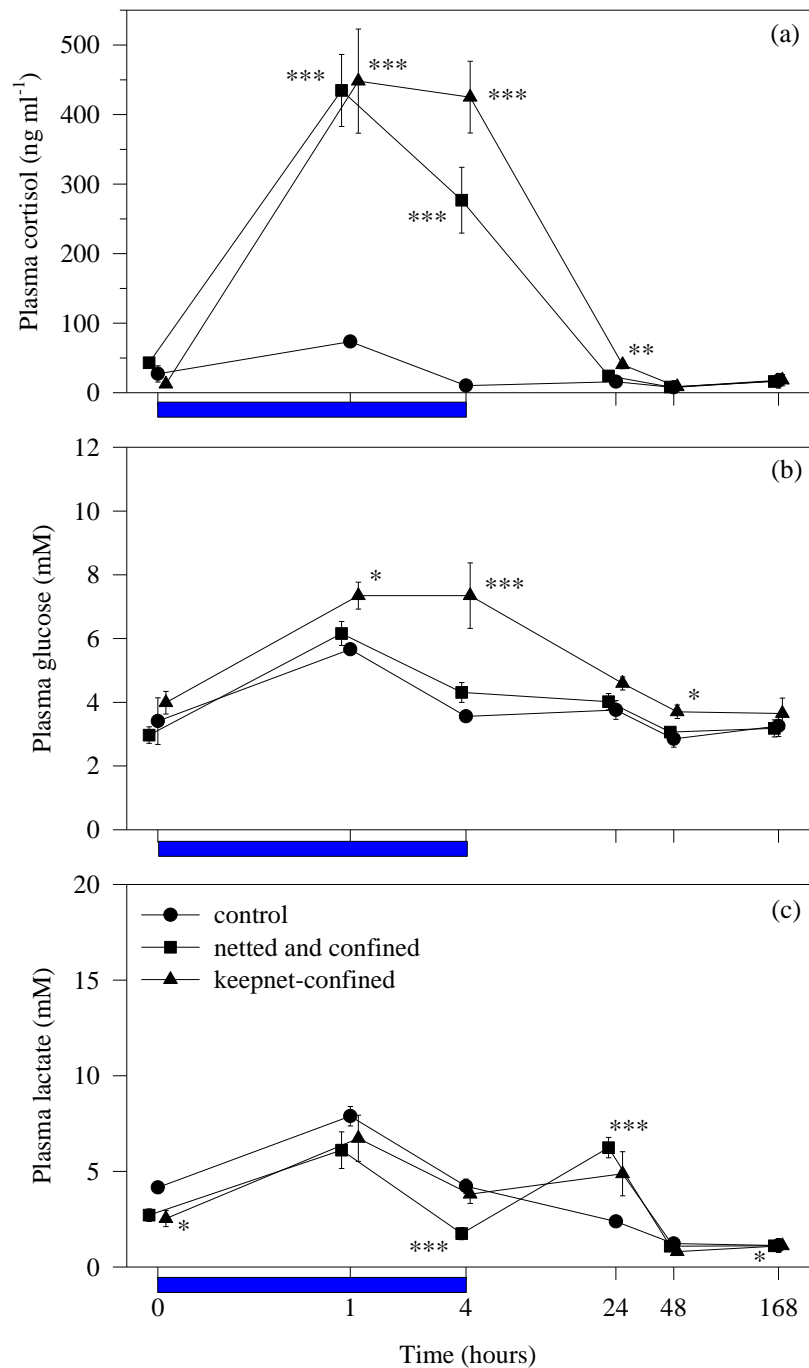 (a)
Plasma cortisol (ng ml⁻¹)
500
400
300
200
100
0
***
***
***
***
**
(b)
Plasma glucose (mM)
12
10
8
6
4
2
0
*
***
*
(c)
Plasma lactate (mM)
20
15
10
5
0
control
netted and confined
keepnet-confined
*
***
***
*
0 1 4 24 48 168
Time (hours)